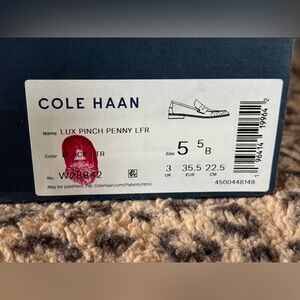 COLE HAAN
Name LUX PINCH PENNY LFR
Color
Size 5 5 B
3 35.5 22.5
UK EUR CM
No.
May be patented. Pat. Colehaan.com/Patents.html
4500448148